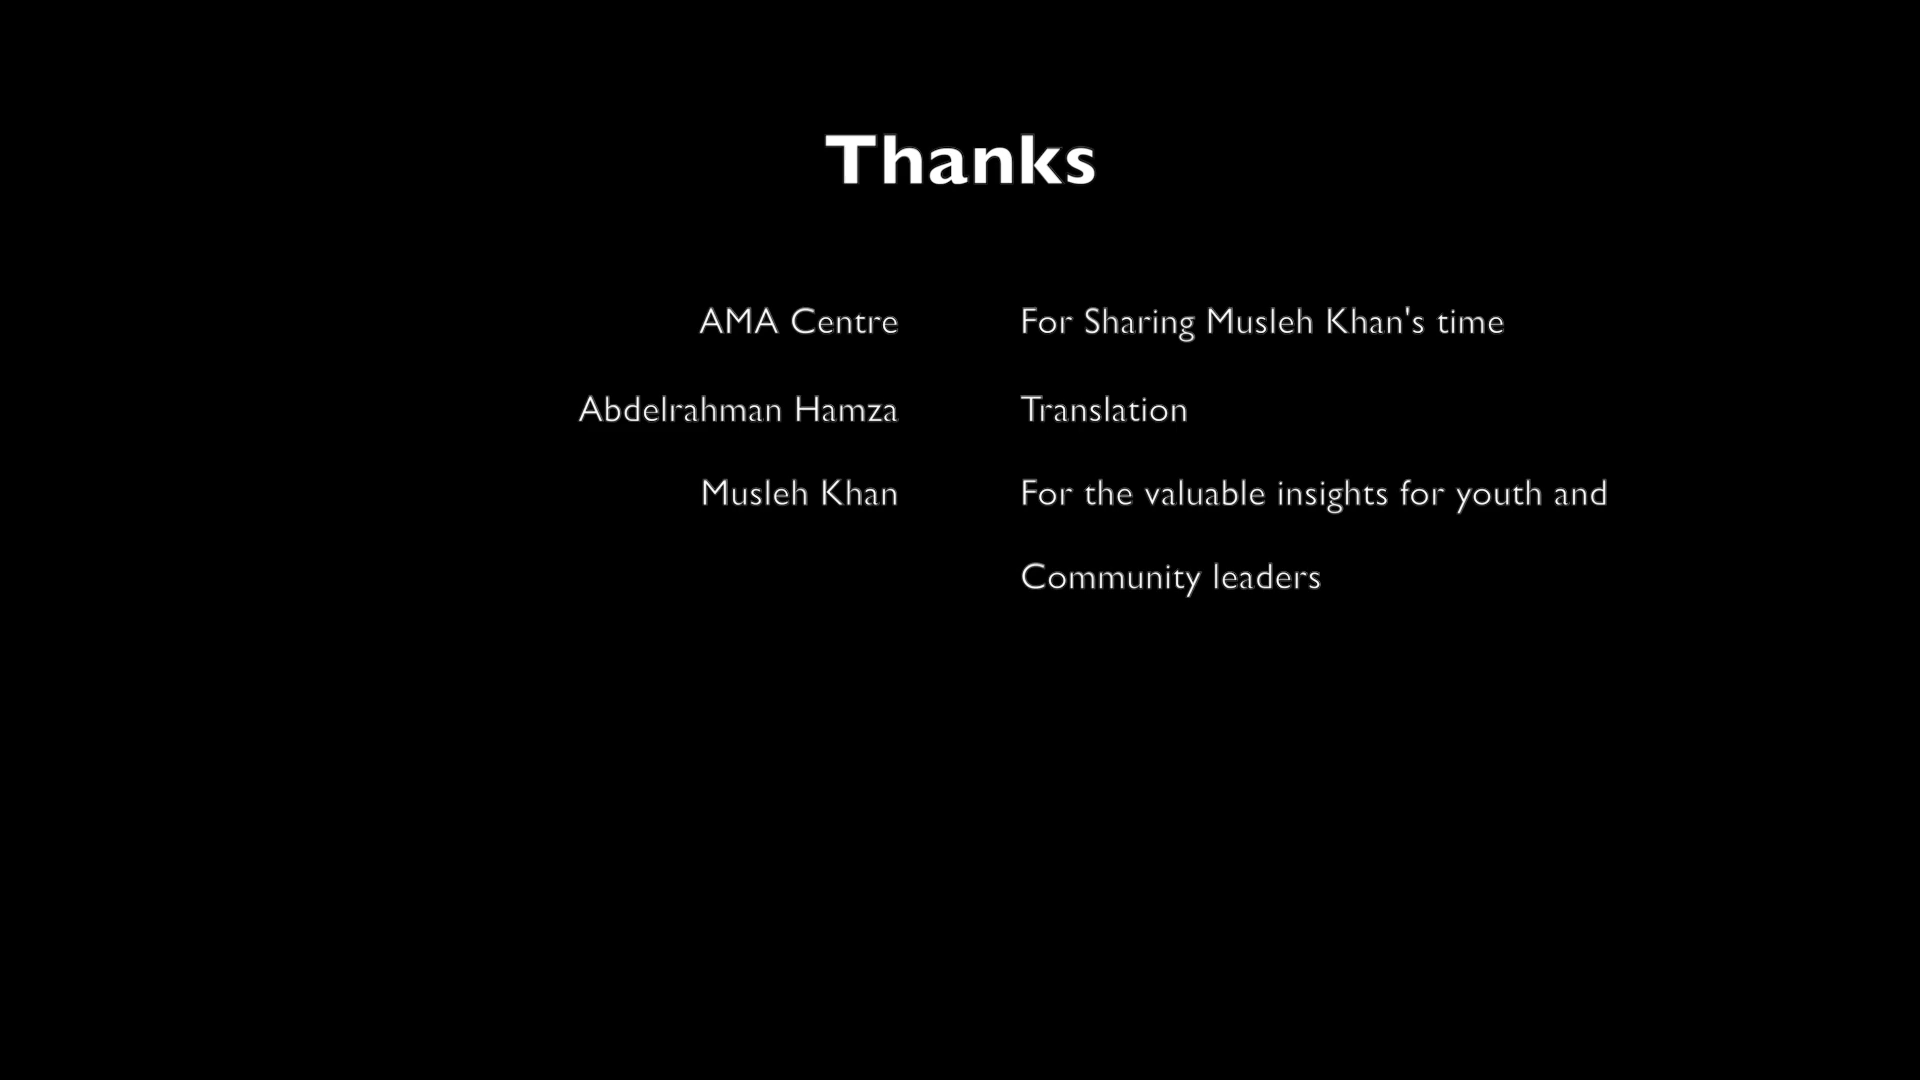 Thanks
AMA Centre For Sharing Musleh Khan's time
Abdelrahman Hamza Translation
Musleh Khan For the valuable insights for youth and
Community leaders